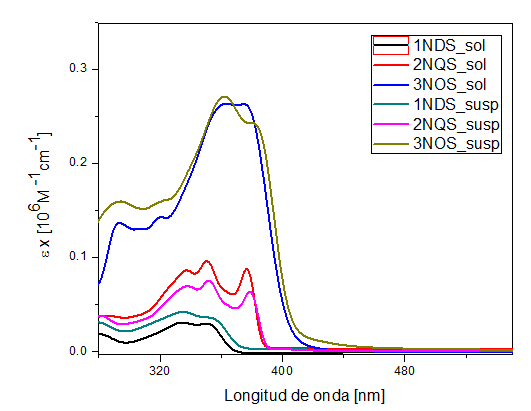 0.3
0.2
0.1
0.0
ε x [10⁶M⁻¹cm⁻¹]
1NDS_sol
2NQS_sol
3NOS_sol
1NDS_susp
2NQS_susp
3NOS_susp
320 400 480
Longitud de onda [nm]